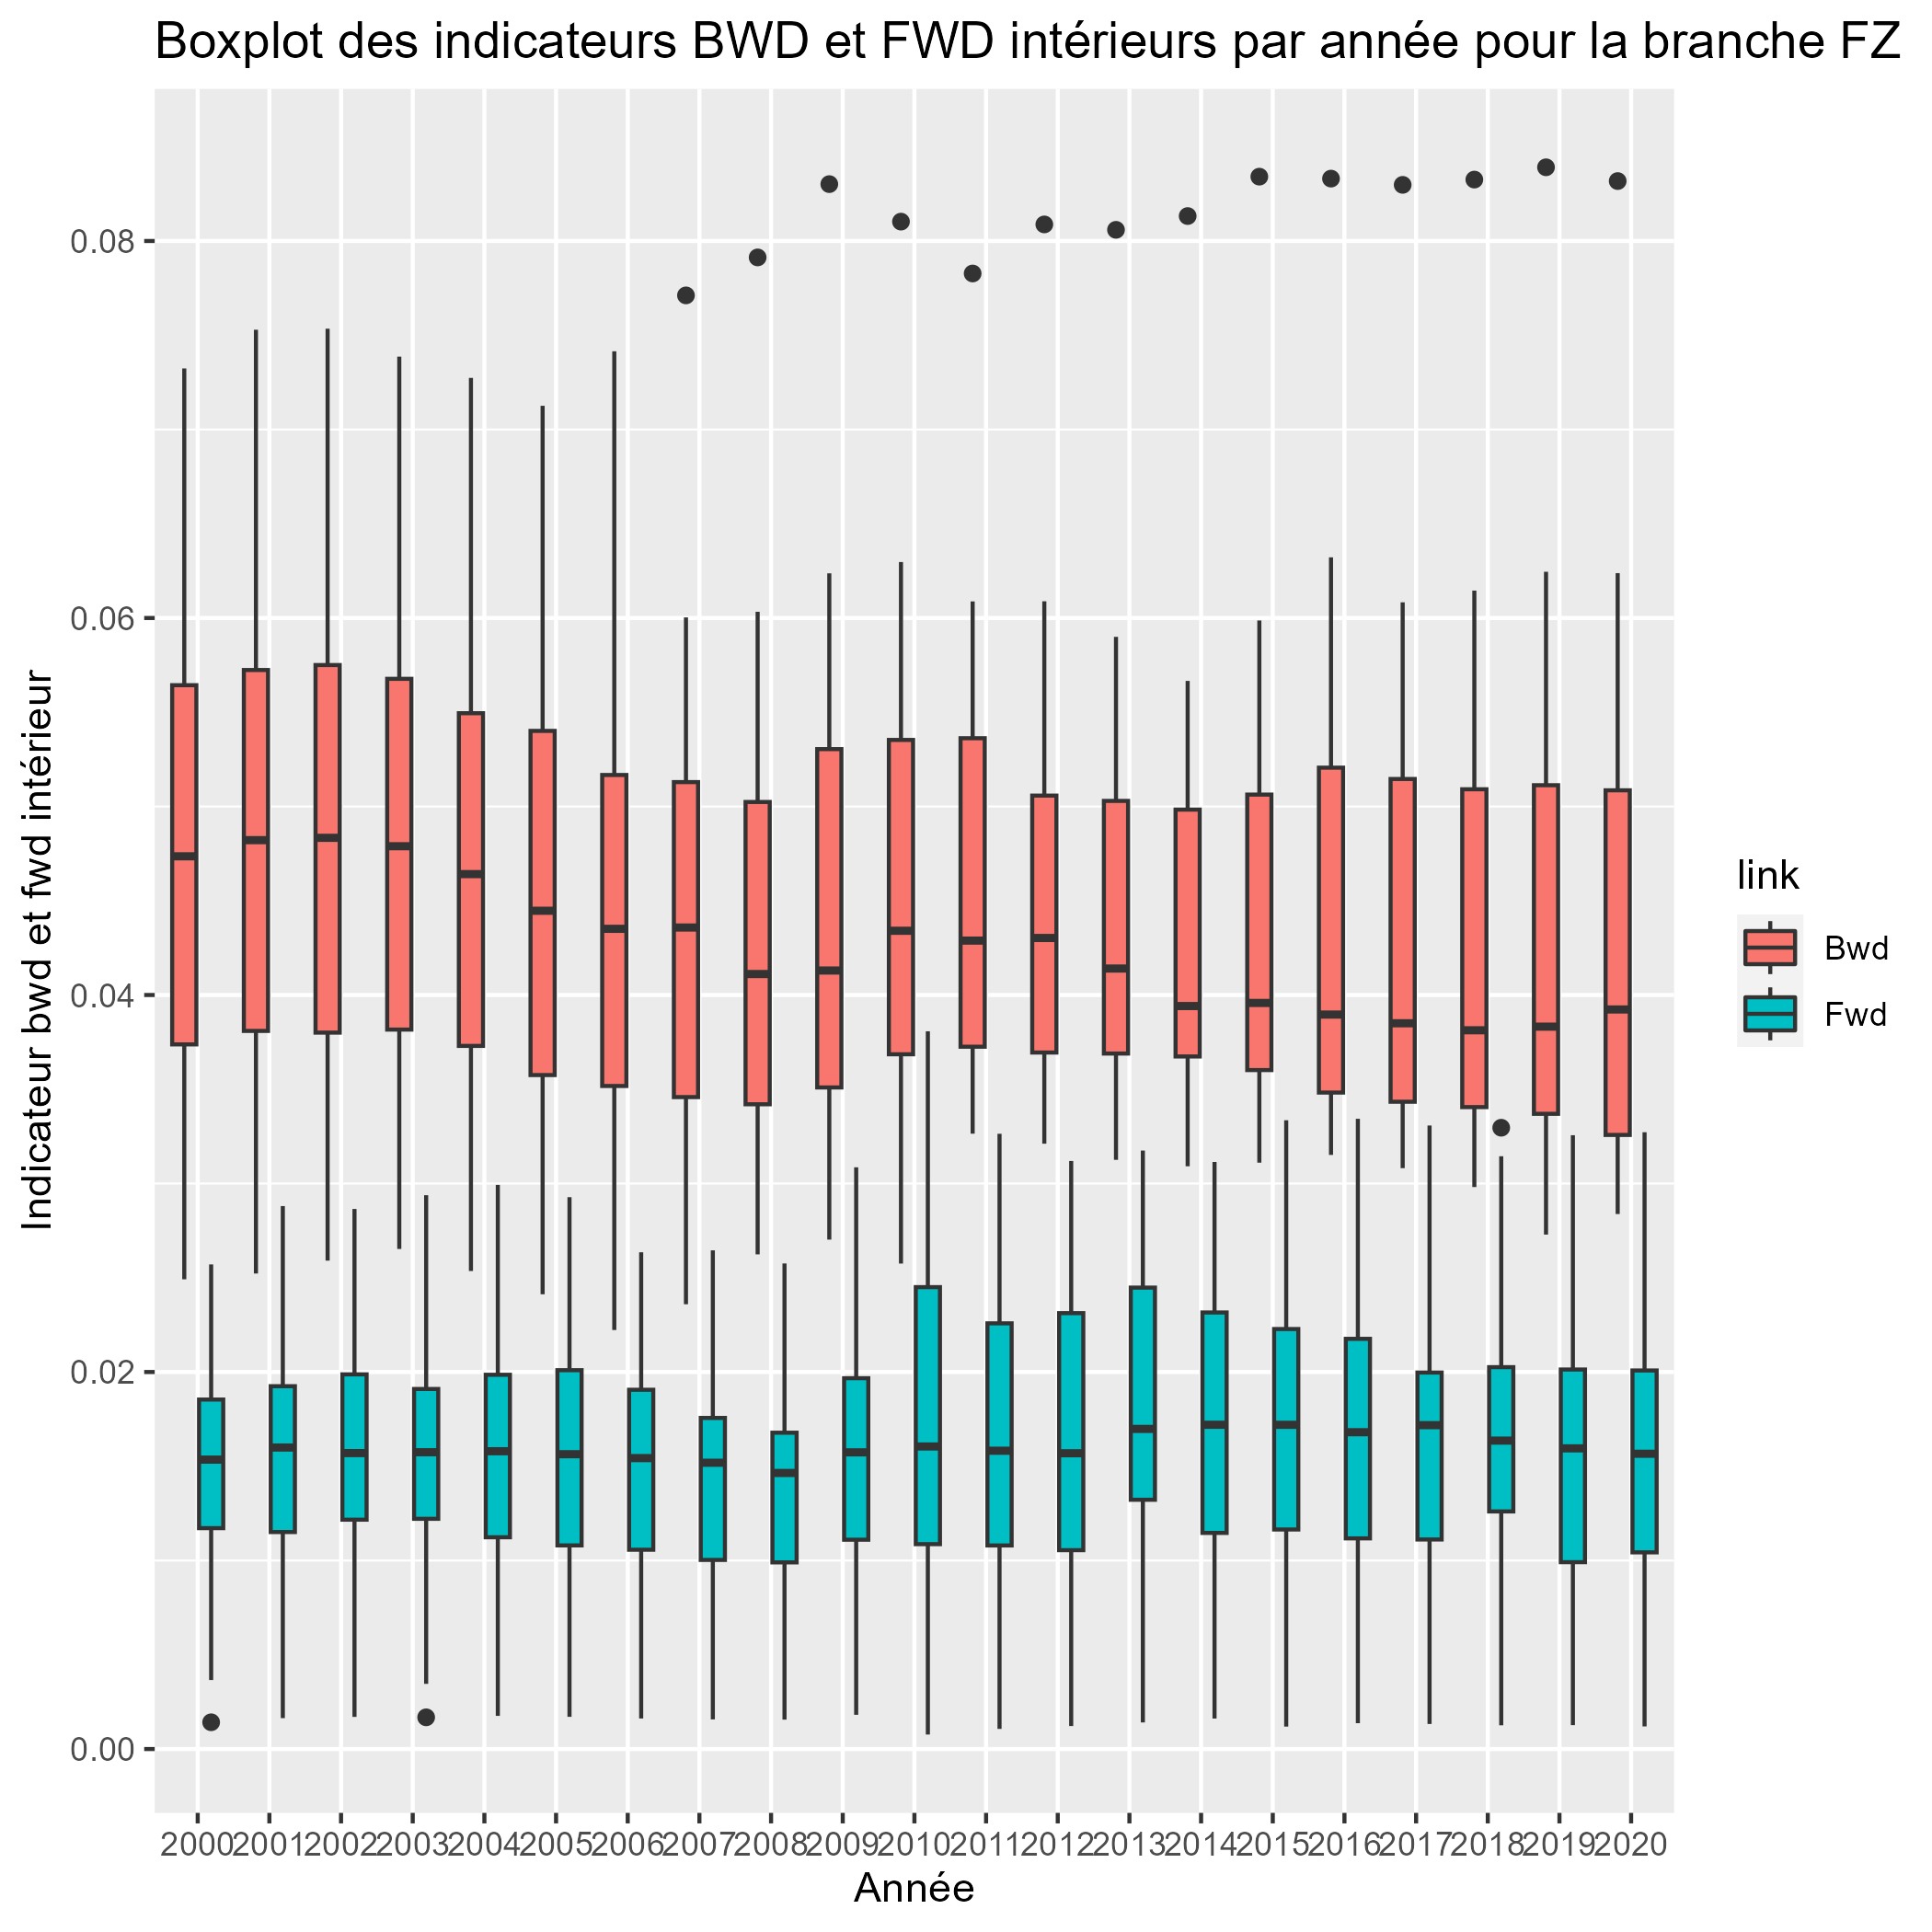 Boxplot des indicateurs BWD et FWD intérieurs par année pour la branche FZ
Indicateur bwd et fwd intérieur
0.08
0.06
0.04
0.02
0.00
2000 2001 2002 2003 2004 2005 2006 2007 2008 2009 2010 2011 2012 2013 2014 2015 2016 2017 2018 2019 2020
Année
link
Bwd
Fwd